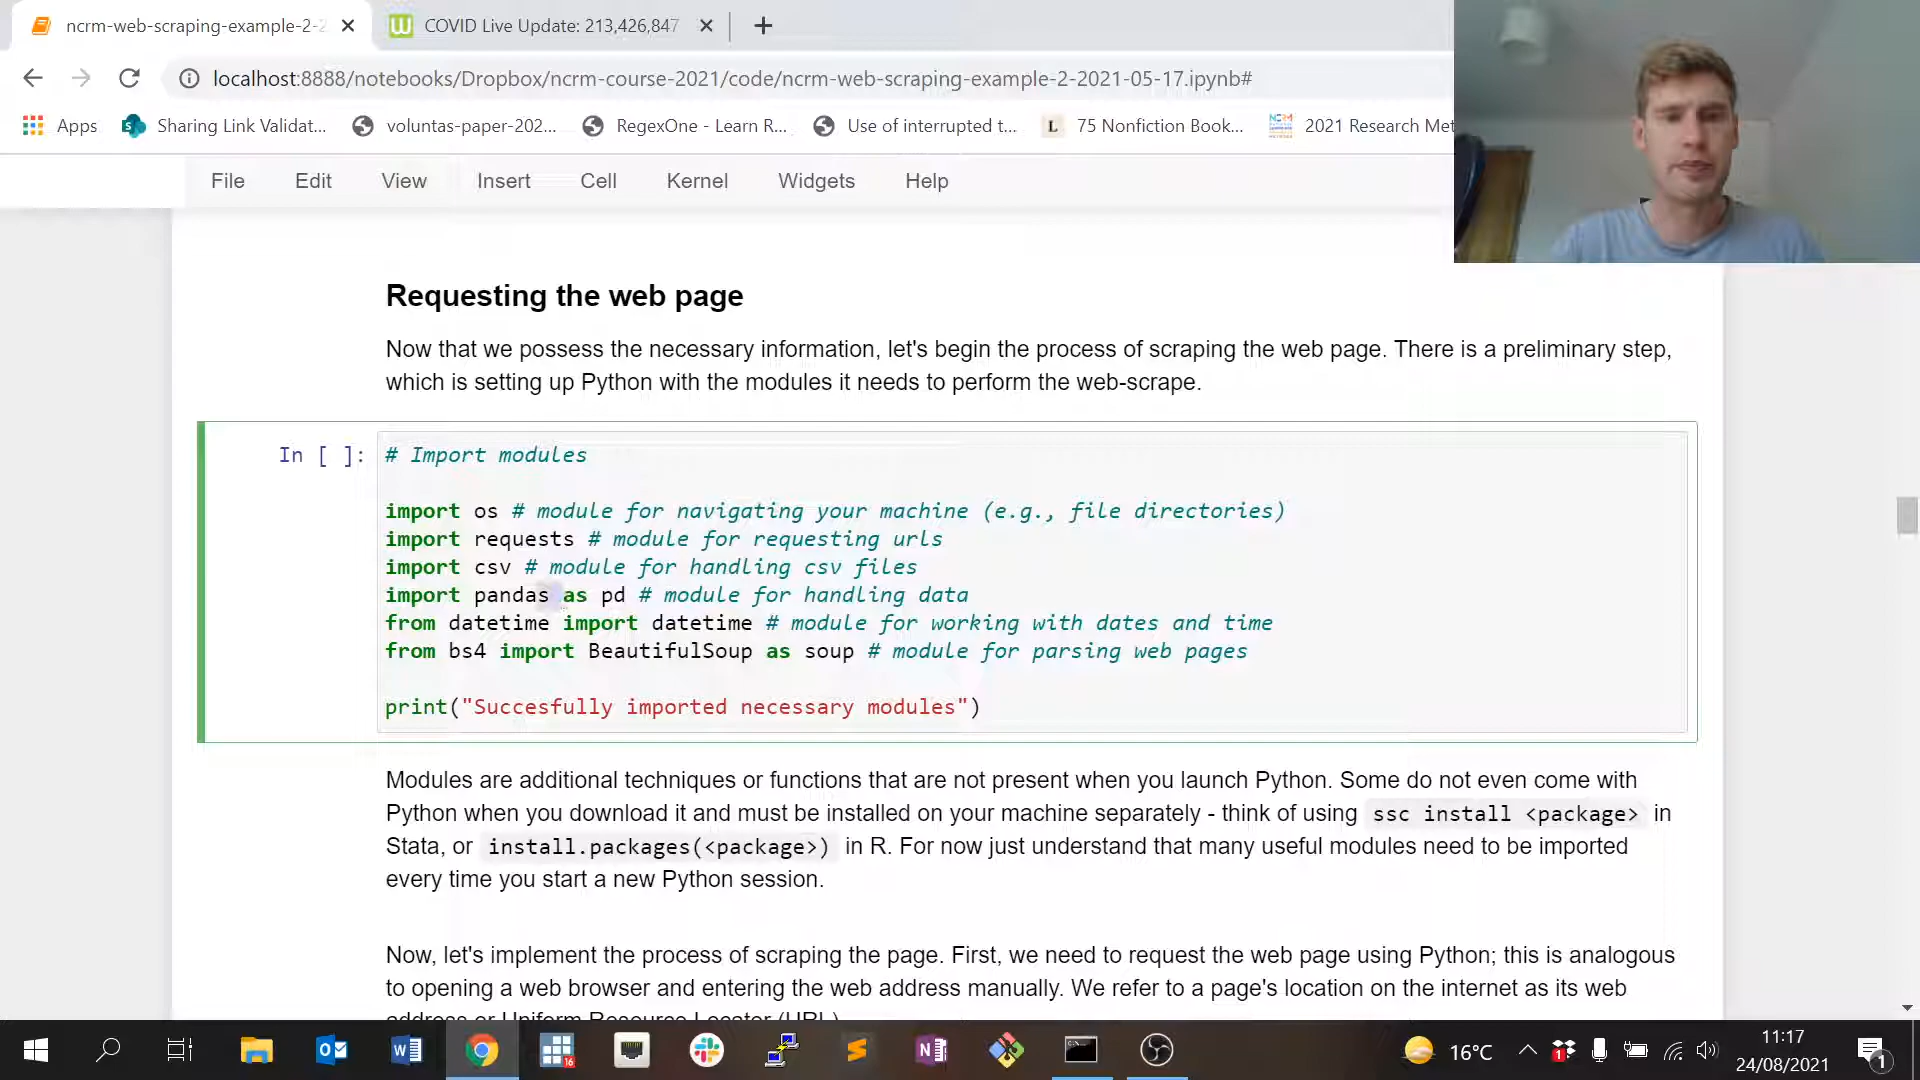 ncrm-web-scraping-example-2-2
COVID Live Update: 213,426,847
localhost:8888/notebooks/Dropbox/ncrm-course-2021/code/ncrm-web-scraping-example-2-2021-05-17.ipynb#
Apps Sharing Link Validat... voluntas-paper-202... RegexOne - Learn R... Use of interrupted t... L 75 Nonfiction Book... 2021 Research Met
File Edit View Insert Cell Kernel Widgets Help
Requesting the web page
Now that we possess the necessary information, let's begin the process of scraping the web page. There is a preliminary step,
which is setting up Python with the modules it needs to perform the web-scrape.
In [ ]: # Import modules
import os # module for navigating your machine (e.g., file directories)
import requests # module for requesting urls
import csv # module for handling csv files
import pandas as pd # module for handling data
from datetime import datetime # module for working with dates and time
from bs4 import BeautifulSoup as soup # module for parsing web pages
print("Succesfully imported necessary modules")
Modules are additional techniques or functions that are not present when you launch Python. Some do not even come with
Python when you download it and must be installed on your machine separately - think of using ssc install <package> in
Stata, or install.packages(<package>) in R. For now just understand that many useful modules need to be imported
every time you start a new Python session.
Now, let's implement the process of scraping the page. First, we need to request the web page using Python; this is analogous
to opening a web browser and entering the web address manually. We refer to a page's location on the internet as its web
address or Uniform Resource Locator (URL)
16°C
11:17
24/08/2021